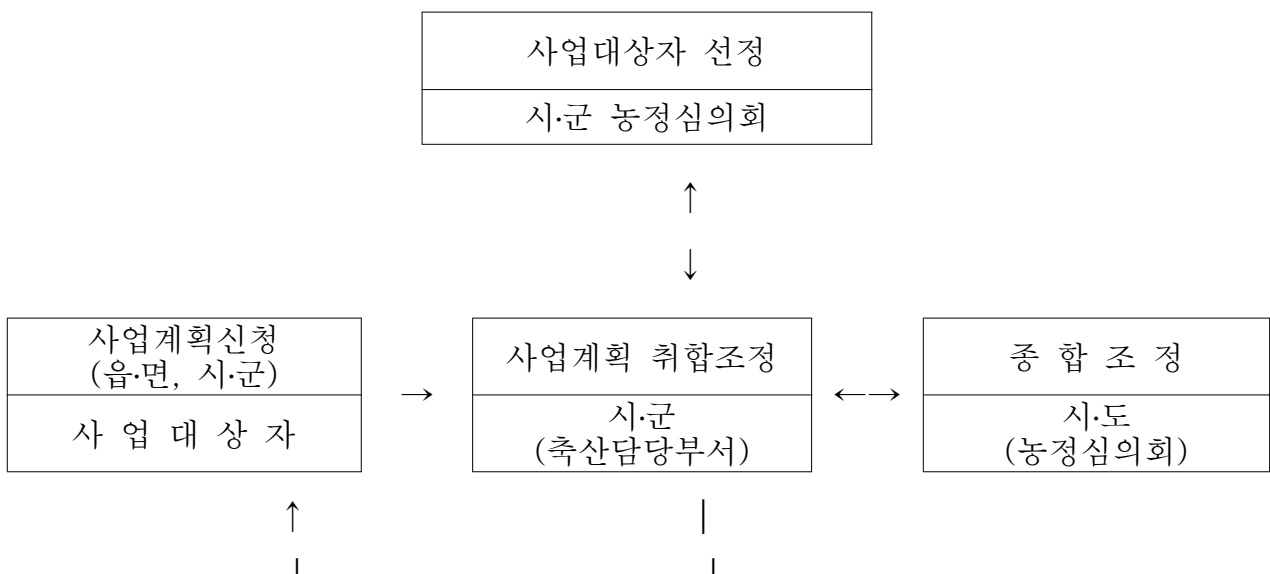 사업대상자 선정
시·군 농정심의회
↑
↓
사업계획신청
(읍·면, 시·군)
사 업 대 상 자
→
사업계획 취합조정
시·군
(축산담당부서)
←→
종 합 조 정
시·도
(농정심의회)
↑
|
|
|